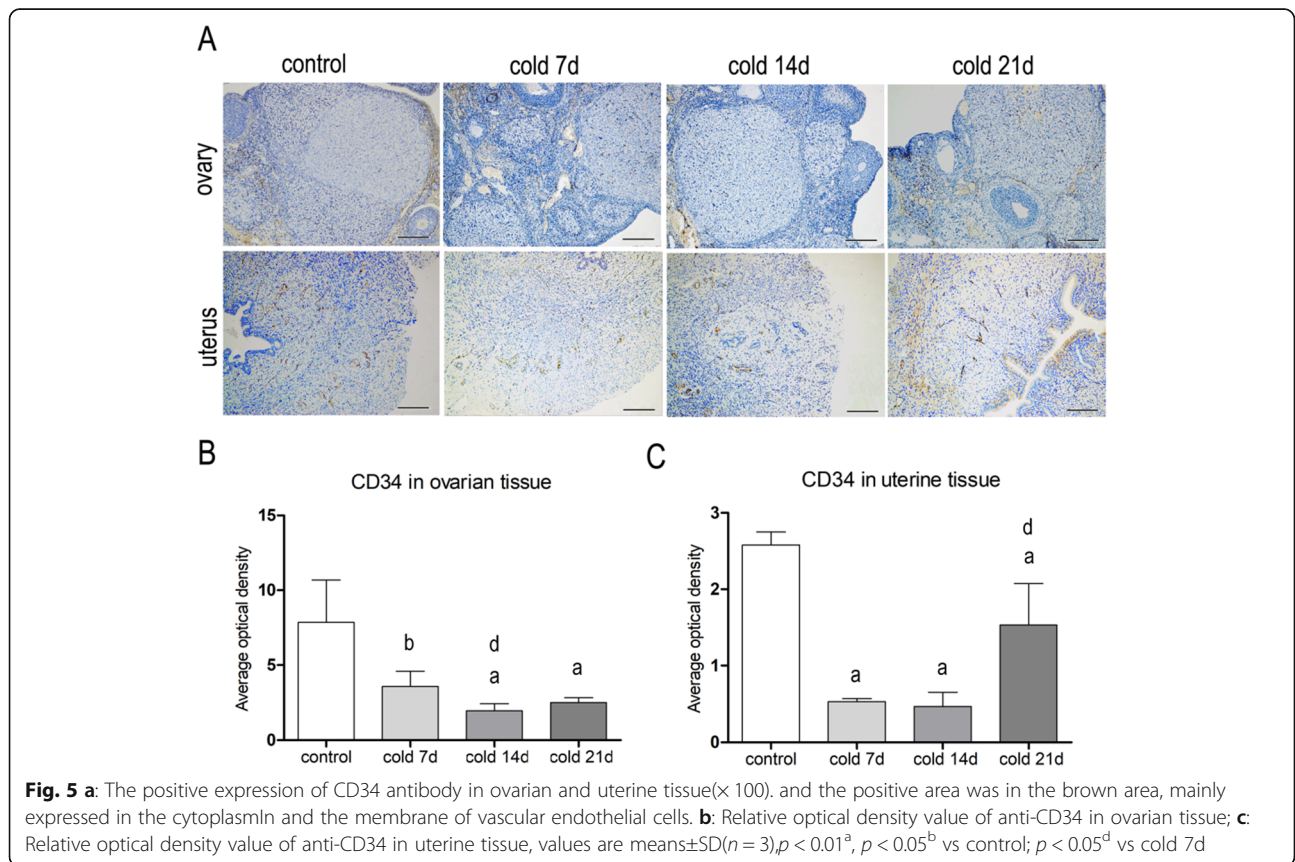 A
control
cold 7d
cold 14d
cold 21d
ovary
uterus
B
CD34 in ovarian tissue
Average optical density
15
10
5
0
b
d
a
a
control
cold 7d
cold 14d
cold 21d
C
CD34 in uterine tissue
Average optical density
3
2
1
0
a
a
d
a
control
cold 7d
cold 14d
cold 21d
Fig. 5 a: The positive expression of CD34 antibody in ovarian and uterine tissue(× 100). and the positive area was in the brown area, mainly
expressed in the cytoplasmIn and the membrane of vascular endothelial cells. b: Relative optical density value of anti-CD34 in ovarian tissue; c:
Relative optical density value of anti-CD34 in uterine tissue, values are means±SD(n = 3),p < 0.01ᵃ, p < 0.05ᵇ vs control; p < 0.05ᵈ vs cold 7d